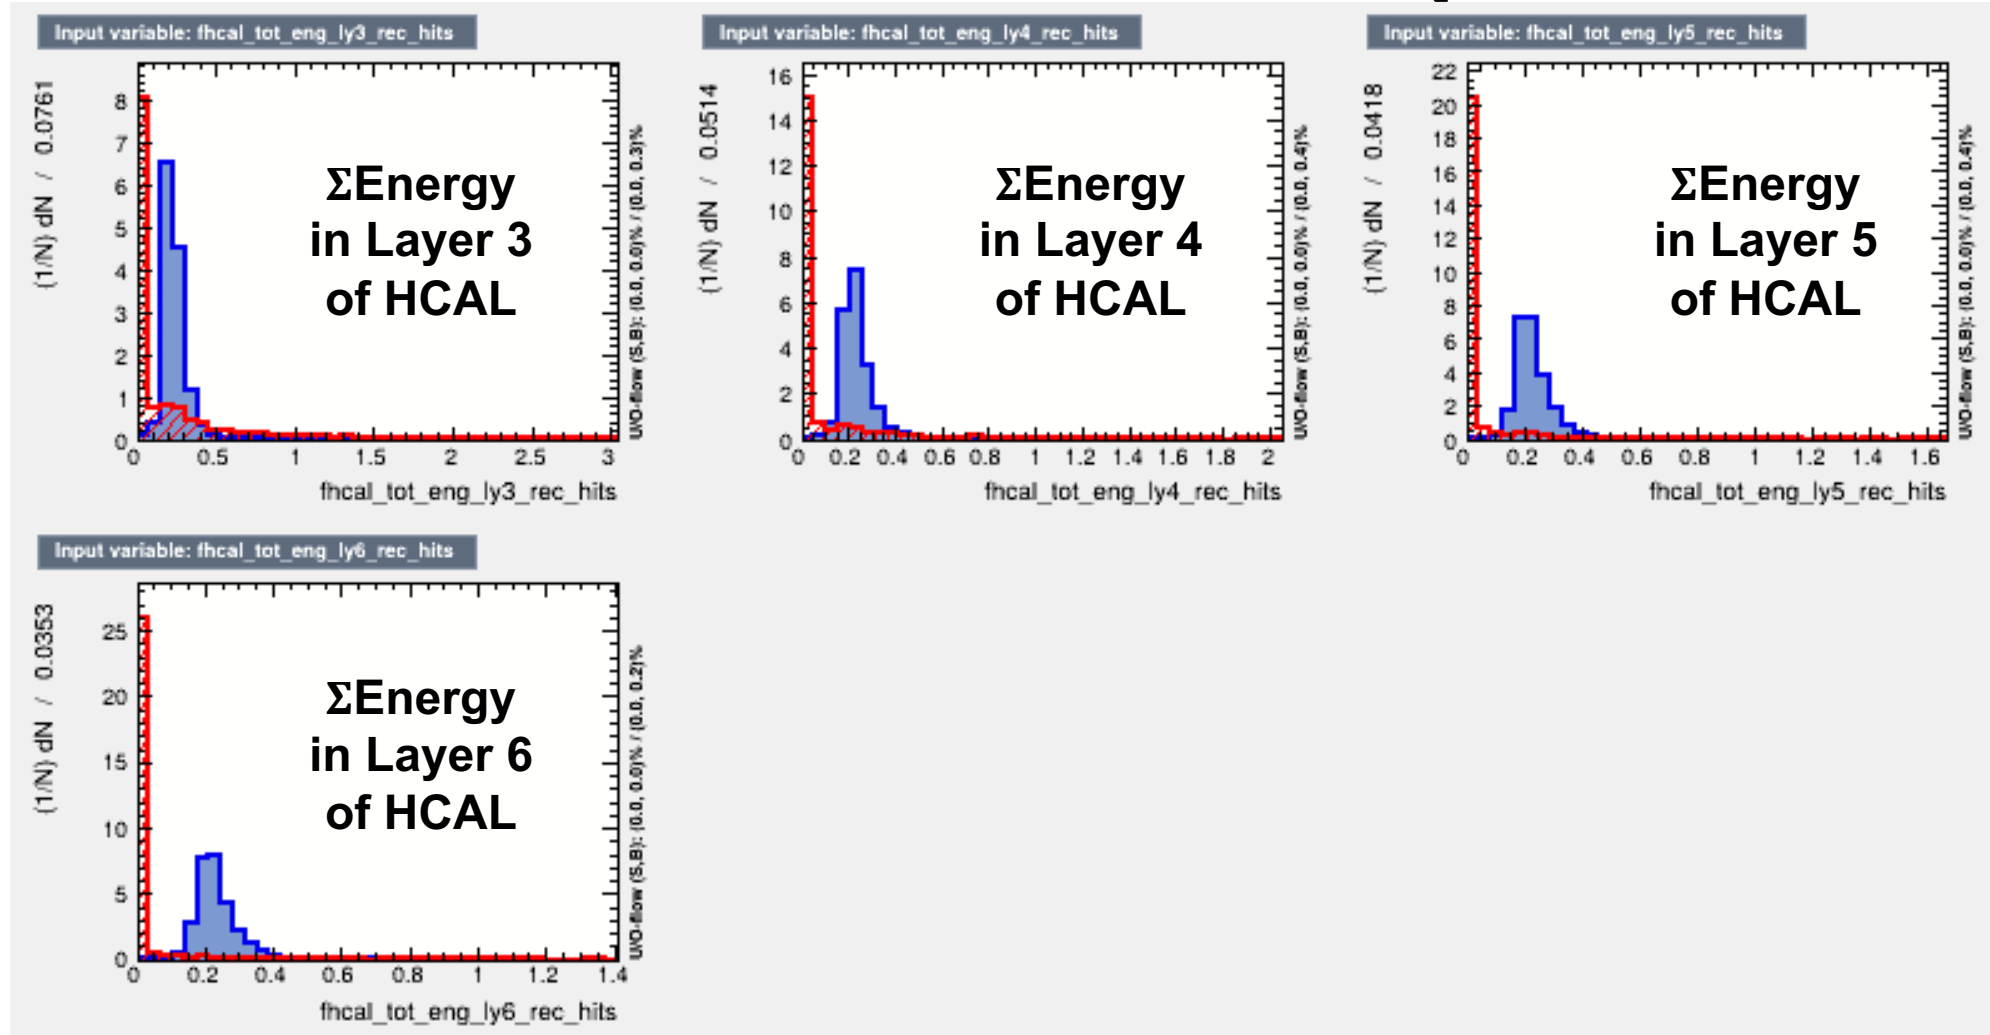 Input variable: fhcal_tot_eng_ly3_rec_hits
(1/N) dN / 0.0761
8
7
6
5
4
3
2
1
0
ΣEnergy
in Layer 3
of HCAL
0 0.5 1 1.5 2 2.5 3
fhcal_tot_eng_ly3_rec_hits
U/O-flow (S,B): (0.0, 0.0)% / (0.0, 0.3)%
Input variable: fhcal_tot_eng_ly4_rec_hits
(1/N) dN / 0.0514
16
14
12
10
8
6
4
2
0
ΣEnergy
in Layer 4
of HCAL
0 0.2 0.4 0.6 0.8 1 1.2 1.4 1.6 1.8 2
fhcal_tot_eng_ly4_rec_hits
U/O-flow (S,B): (0.0, 0.0)% / (0.0, 0.4)%
Input variable: fhcal_tot_eng_ly5_rec_hits
(1/N) dN / 0.0418
22
20
18
16
14
12
10
8
6
4
2
0
ΣEnergy
in Layer 5
of HCAL
0 0.2 0.4 0.6 0.8 1 1.2 1.4 1.6
fhcal_tot_eng_ly5_rec_hits
U/O-flow (S,B): (0.0, 0.0)% / (0.0, 0.4)%
Input variable: fhcal_tot_eng_ly6_rec_hits
(1/N) dN / 0.0353
25
20
15
10
5
0
ΣEnergy
in Layer 6
of HCAL
0 0.2 0.4 0.6 0.8 1 1.2 1.4
fhcal_tot_eng_ly6_rec_hits
U/O-flow (S,B): (0.0, 0.0)% / (0.0, 0.2)%